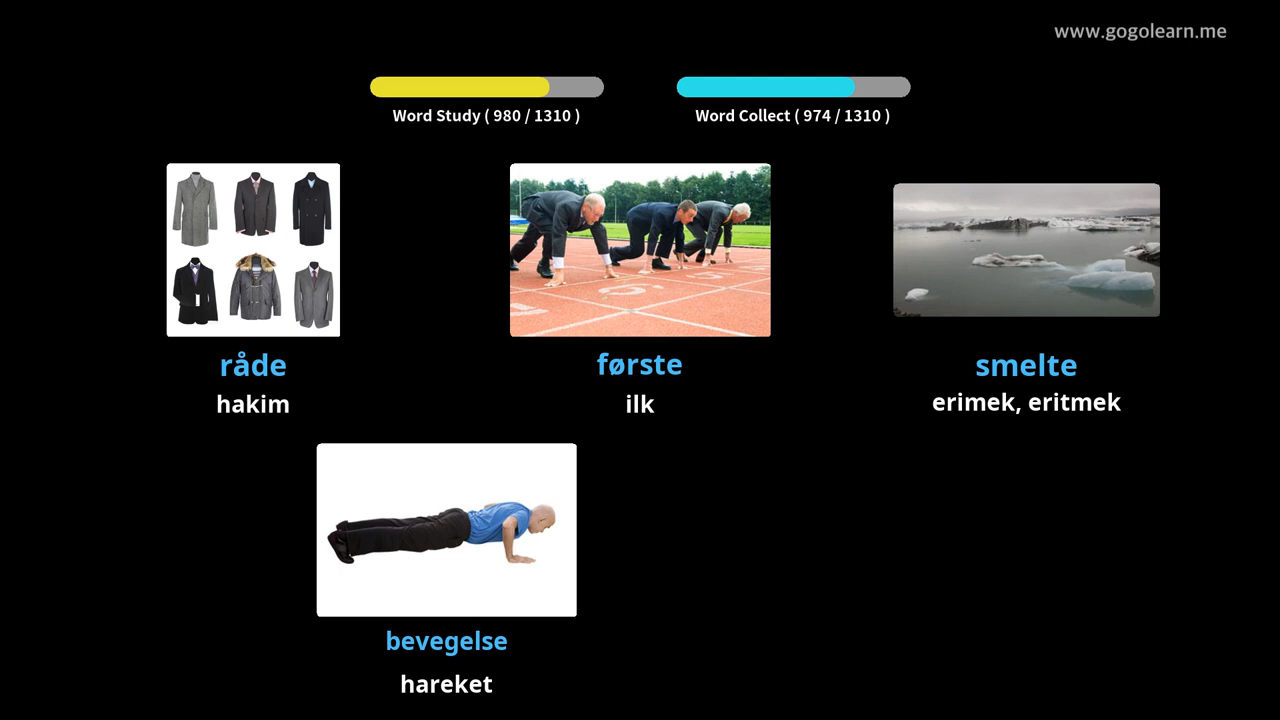 www.gogolearn.me
Word Study ( 980 / 1310 )
Word Collect ( 974 / 1310 )
råde
hakim
første
ilk
smelte
erimek, eritmek
bevegelse
hareket